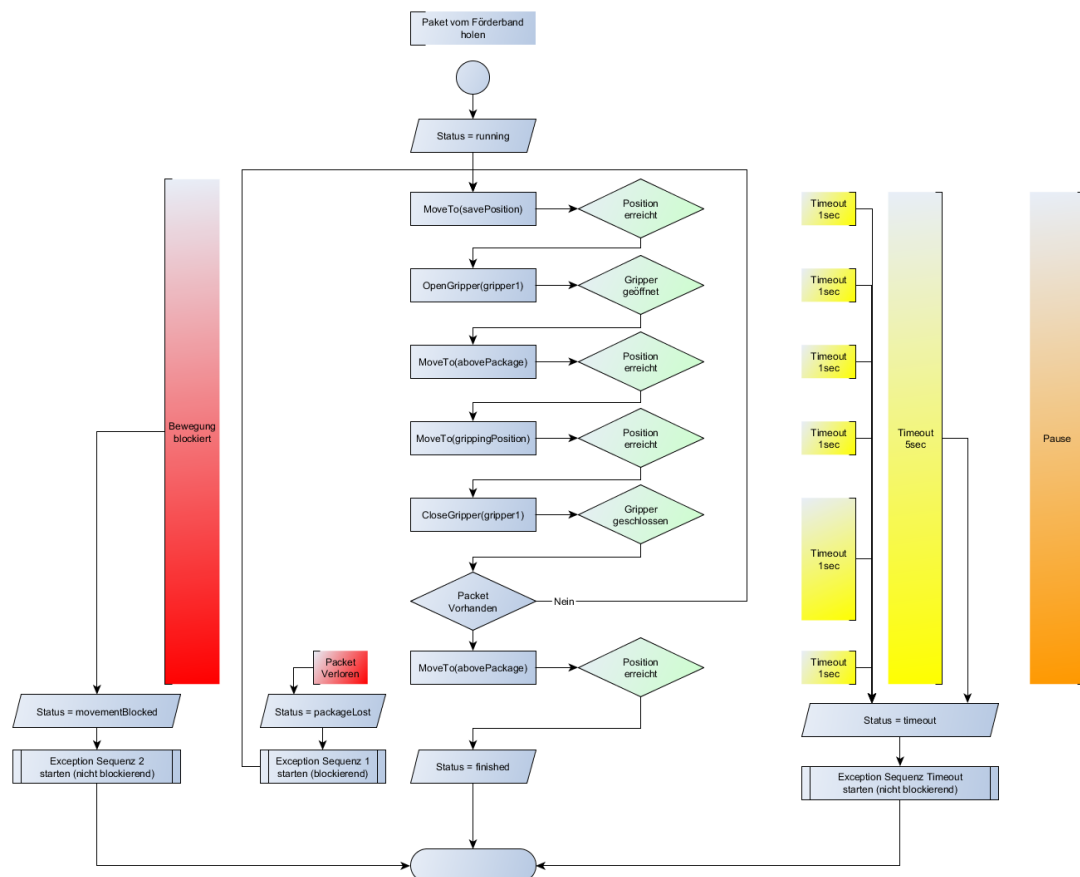 Paket vom Förderband
holen
Status = running
MoveTo(savePosition)
Position
erreicht
Timeout
1sec
OpenGripper(gripper1)
Gripper
geöffnet
Timeout
1sec
MoveTo(abovePackage)
Position
erreicht
Timeout
1sec
Bewegung
blockiert
MoveTo(grippingPosition)
Position
erreicht
Timeout
1sec
Timeout
5sec
Pause
CloseGripper(gripper1)
Gripper
geschlossen
Timeout
1sec
Packet
Vorhanden
Nein
Packet
Verloren
MoveTo(abovePackage)
Position
erreicht
Timeout
1sec
Status = movementBlocked
Status = packageLost
Status = timeout
Exception Sequenz 2
starten (nicht blockierend)
Exception Sequenz 1
starten (blockierend)
Status = finished
Exception Sequenz Timeout
starten (nicht blockierend)